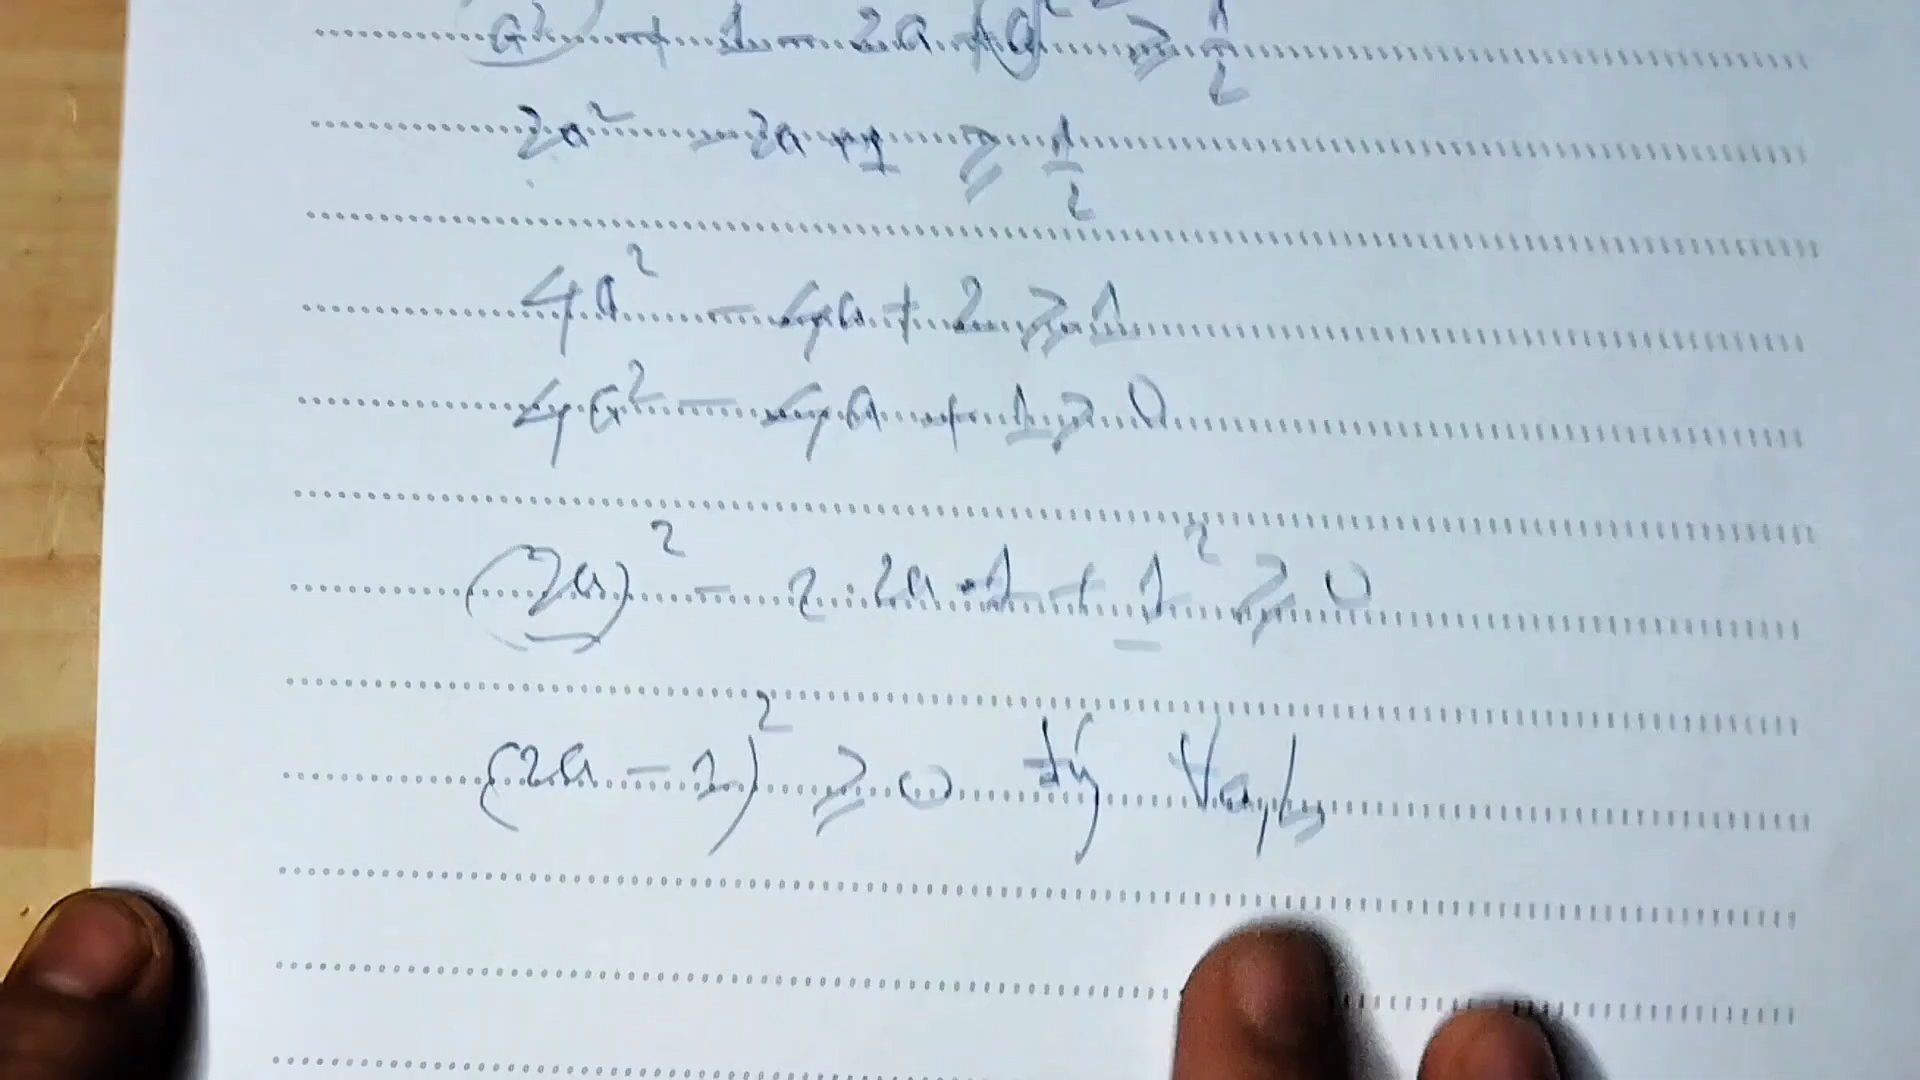 a² + 1 - 2a + a² ≥ 1/2
2a² - 2a + 1 ≥ 1/2
4a² - 4a + 2 ≥ 1
4a² - 4a + 1 ≥ 0
(2a)² - 2·2a·1 + 1² ≥ 0
(2a - 1)² ≥ 0 ∀a,b